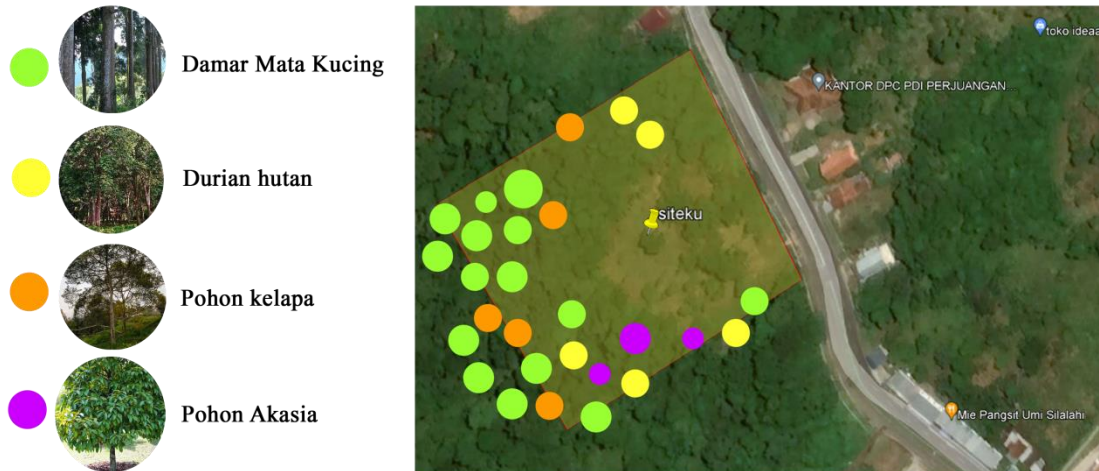 Damar Mata Kucing
Durian hutan
Pohon kelapa
Pohon Akasia
toko ideaa
KANTOR DPC PDI PERJUANGAN...
siteku
Mie Pangsit Umi Silalahi